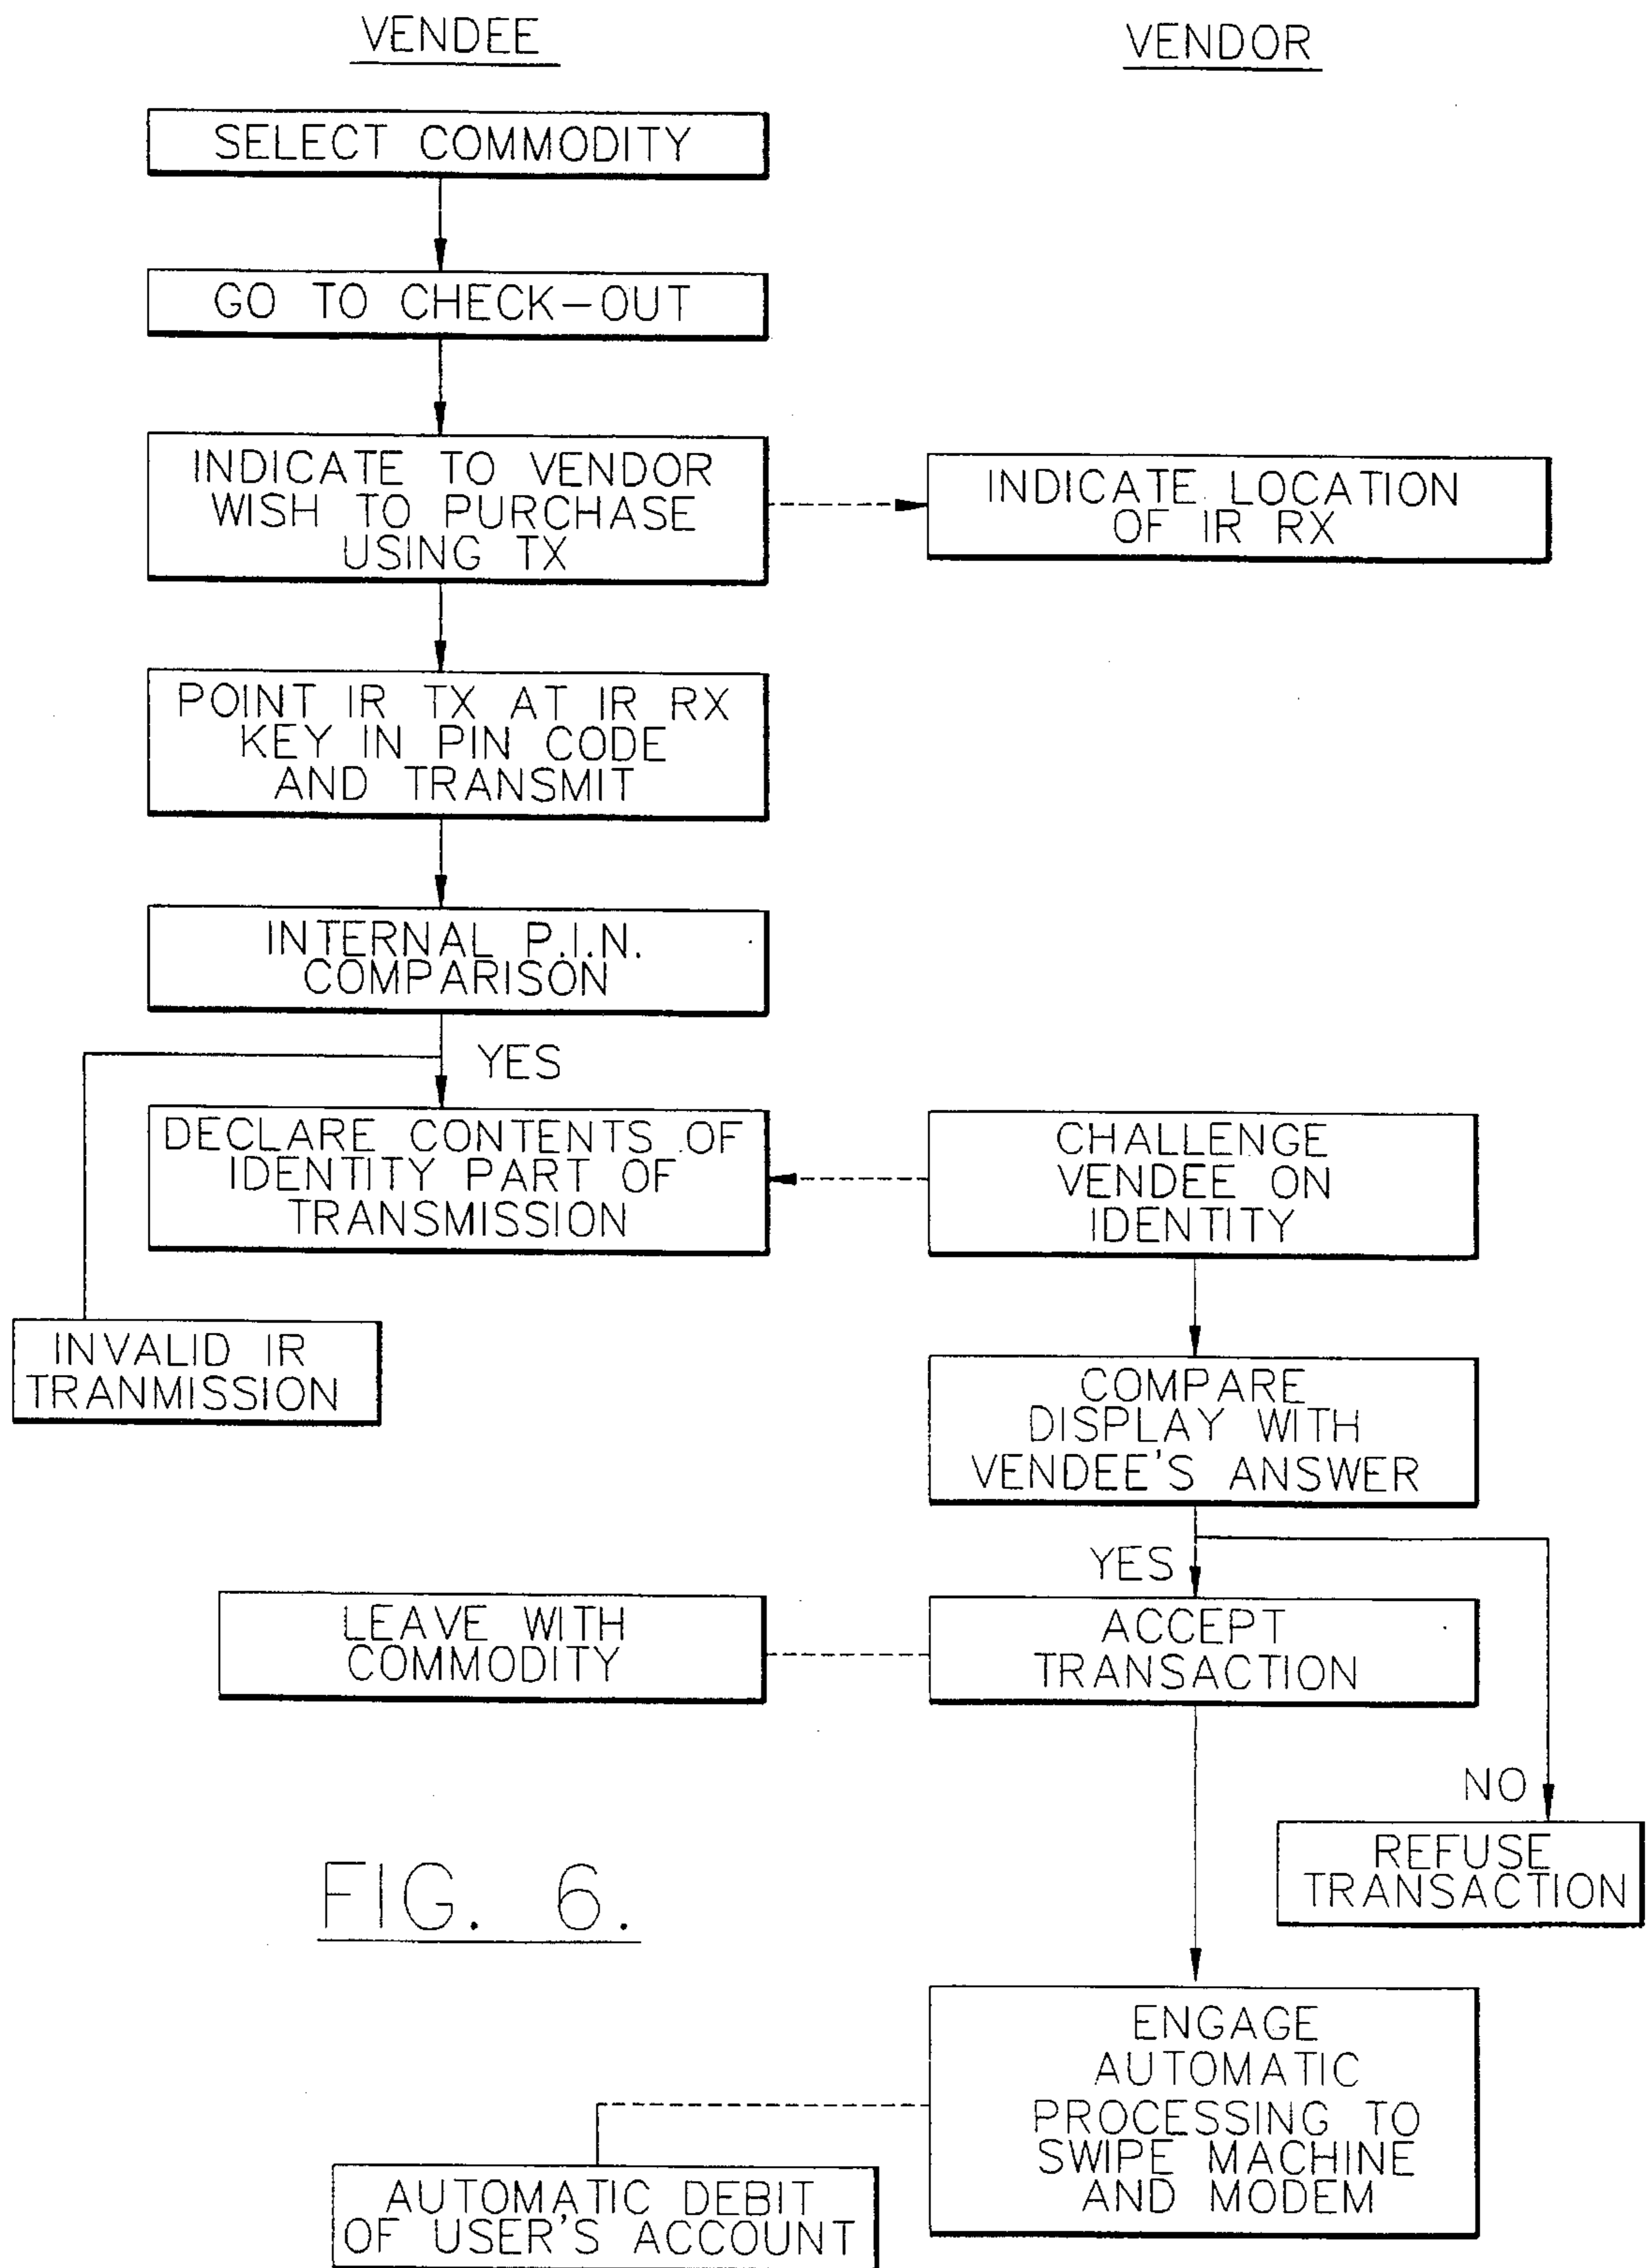 VENDEE
VENDOR
SELECT COMMODITY
GO TO CHECK-OUT
INDICATE TO VENDOR
WISH TO PURCHASE
USING TX
INDICATE LOCATION
OF IR RX
POINT IR TX AT IR RX
KEY IN PIN CODE
AND TRANSMIT
INTERNAL P.I.N.
COMPARISON
YES
DECLARE CONTENTS OF
IDENTITY PART OF
TRANSMISSION
CHALLENGE
VENDEE ON
IDENTITY
INVALID IR
TRANMISSION
COMPARE
DISPLAY WITH
VENDEE'S ANSWER
YES
LEAVE WITH
COMMODITY
ACCEPT
TRANSACTION
NO
REFUSE
TRANSACTION
FIG. 6.
ENGAGE
AUTOMATIC
PROCESSING TO
SWIPE MACHINE
AND MODEM
AUTOMATIC DEBIT
OF USER'S ACCOUNT